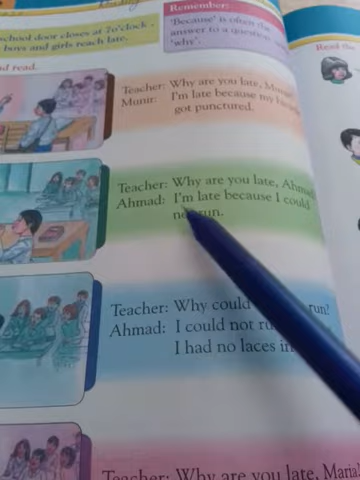 Remember:
'Because' is often the
answer to a question
'why'.
school door closes at 7o'clock
boys and girls reach late.
nd read.
Read the
Teacher: Why are you late,
Munir: I'm late because my
got punctured.
Teacher: Why are you late, Ahmad
Ahmad: I'm late because I could
run.
Teacher: Why could run?
Ahmad: I could not
I had no laces in
Teacher: Why are you late, Maria